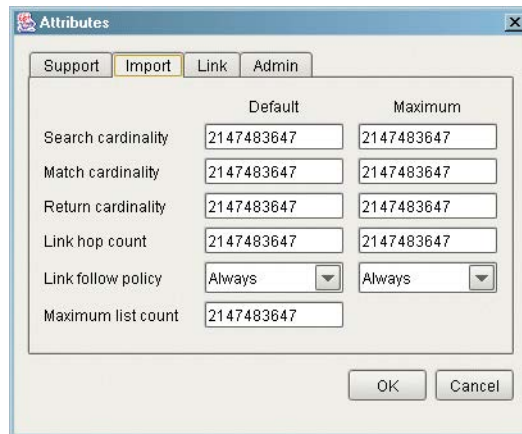 Attributes
Support Import Link Admin
Default Maximum
Search cardinality 2147483647 2147483647
Match cardinality 2147483647 2147483647
Return cardinality 2147483647 2147483647
Link hop count 2147483647 2147483647
Link follow policy Always Always
Maximum list count 2147483647
OK Cancel